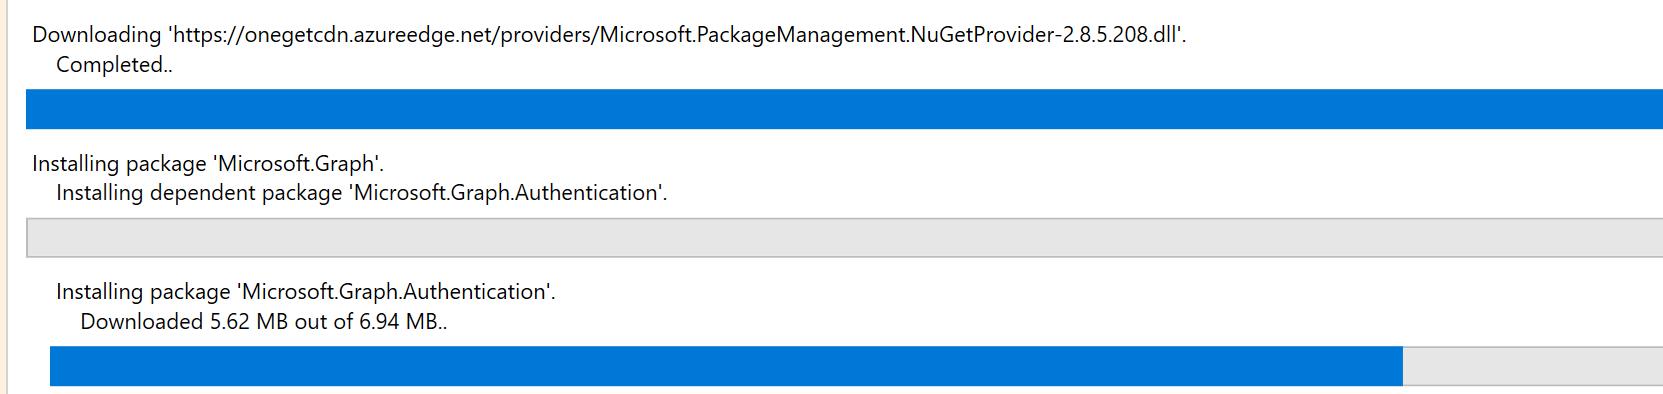 Downloading 'https://onegetcdn.azureedge.net/providers/Microsoft.PackageManagement.NuGetProvider-2.8.5.208.dll'.
Completed..
Installing package 'Microsoft.Graph'.
Installing dependent package 'Microsoft.Graph.Authentication'.
Installing package 'Microsoft.Graph.Authentication'.
Downloaded 5.62 MB out of 6.94 MB..